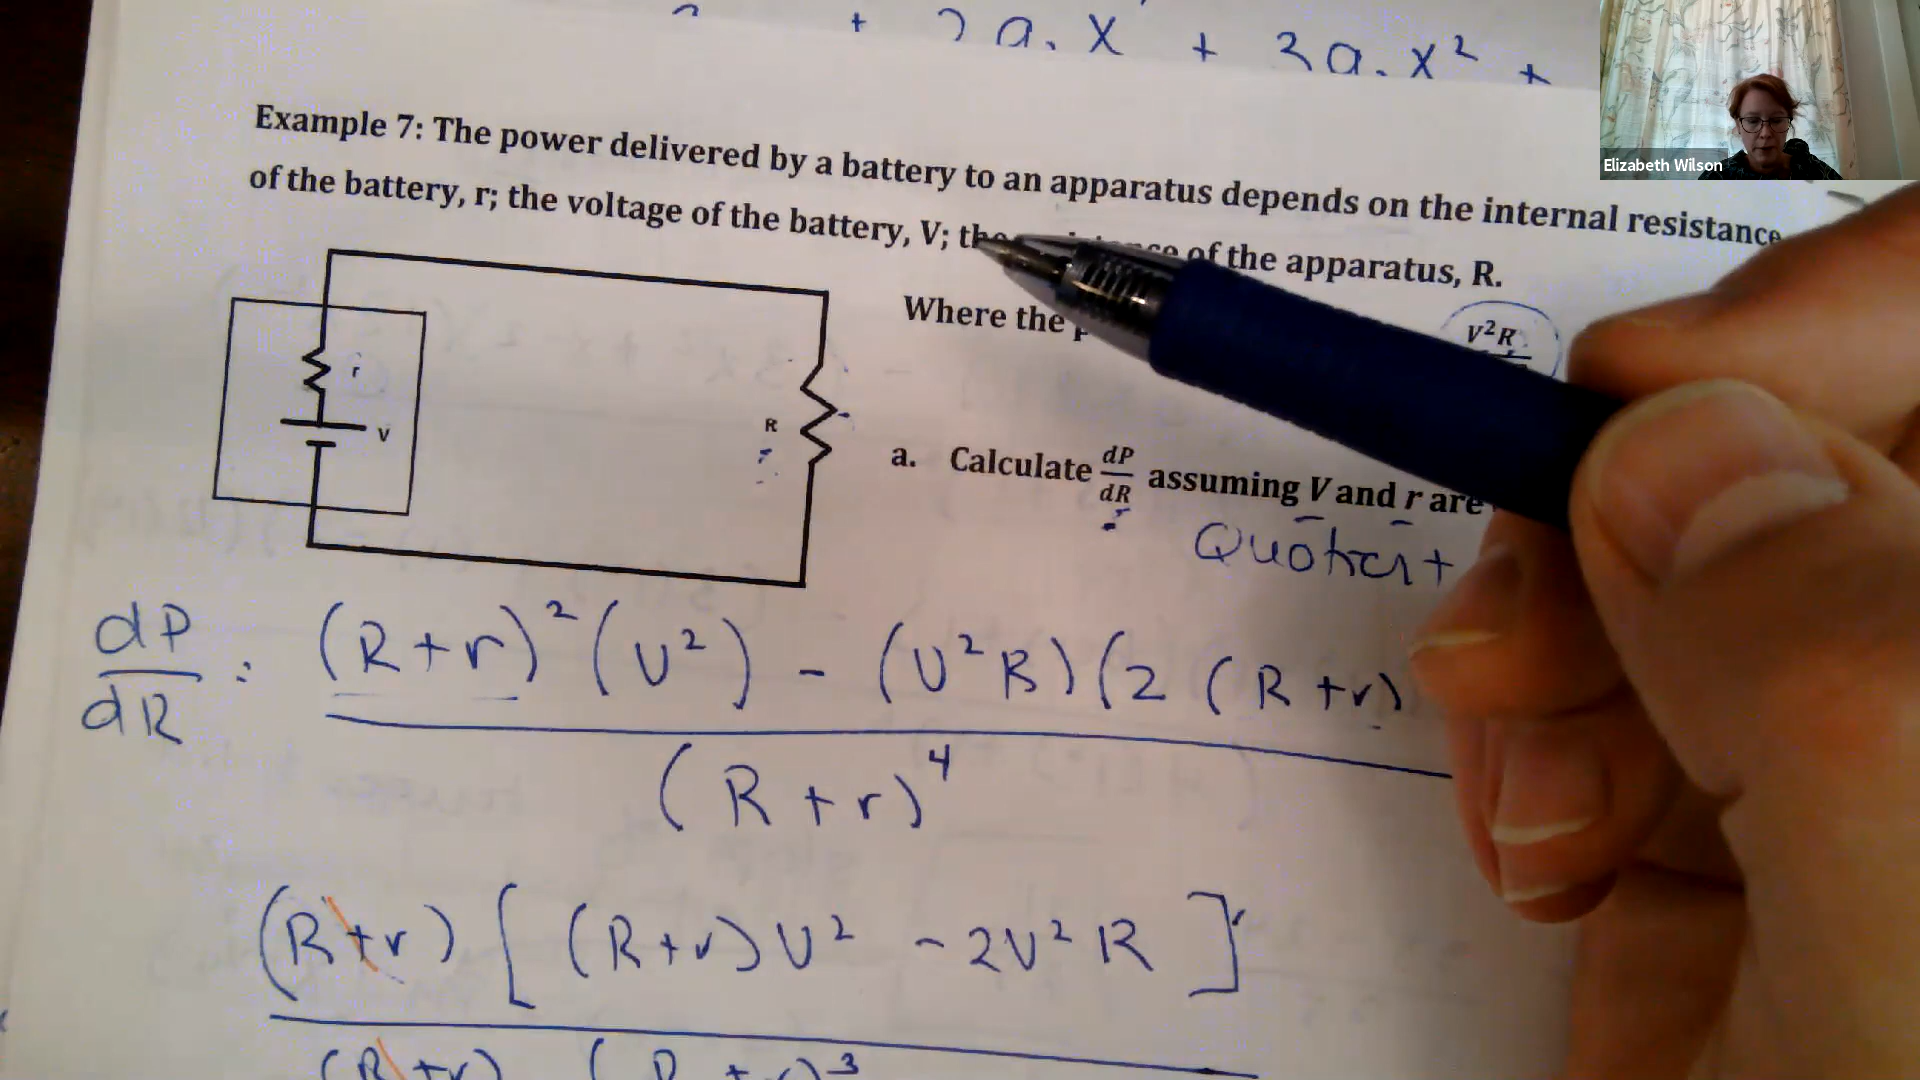 + 2a. x + 3a. x² +
Elizabeth Wilson
Example 7: The power delivered by a battery to an apparatus depends on the internal resistance
of the battery, r; the voltage of the battery, V; the of the apparatus, R.
Where the
V²R
r
V
R
a. Calculate dP/dR assuming V and r are
Quotient
dP/dR : (R+r)² (V²) - (V²R)(2(R+r)
(R+r)⁴
(R+r) [(R+r)V² - 2V²R]
(R+r) (R+r)³